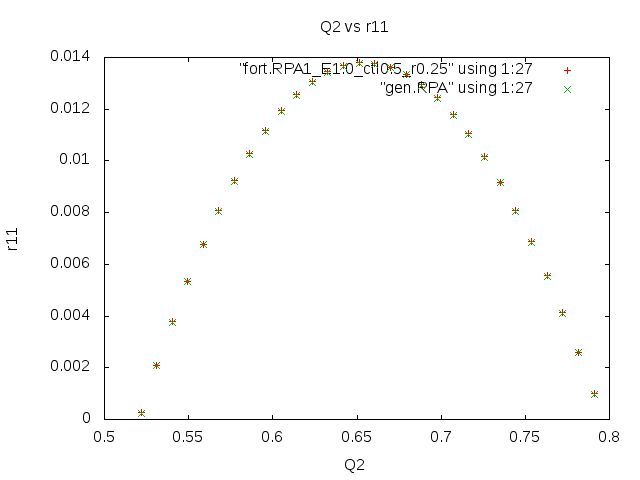 Q2 vs r11
"fort.RPA1_E1.0_ctl0.5_r0.25" using 1:27
"gen.RPA" using 1:27
0.014
0.012
0.01
0.008
0.006
0.004
0.002
0
r11
0.5 0.55 0.6 0.65 0.7 0.75 0.8
Q2